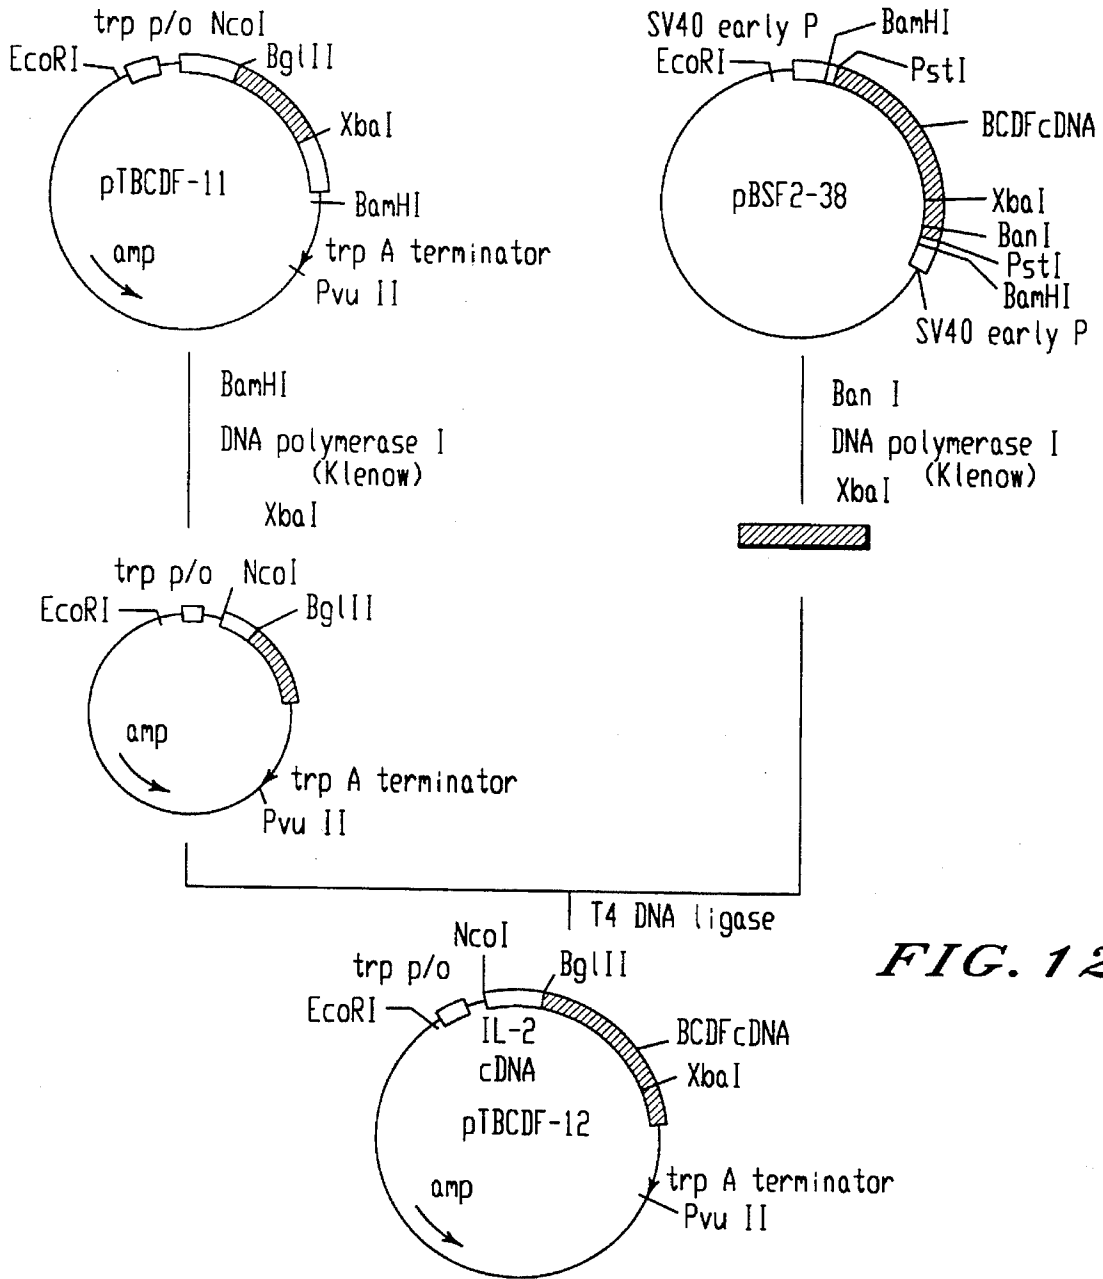 trp p/o NcoI
EcoRI
BglII
XbaI
pTBCDF-11
BamHI
amp
trp A terminator
Pvu II
SV40 early P
BamHI
EcoRI
PstI
BCDFcDNA
pBSF2-38
XbaI
BanI
PstI
BamHI
SV40 early P
BamHI
DNA polymerase I
(Klenow)
XbaI
Ban I
DNA polymerase I
(Klenow)
XbaI
trp p/o NcoI
EcoRI
BglII
amp
trp A terminator
Pvu II
T4 DNA ligase
NcoI
trp p/o
BglII
EcoRI
IL-2
cDNA
BCDFcDNA
XbaI
pTBCDF-12
amp
trp A terminator
Pvu II
FIG. 12